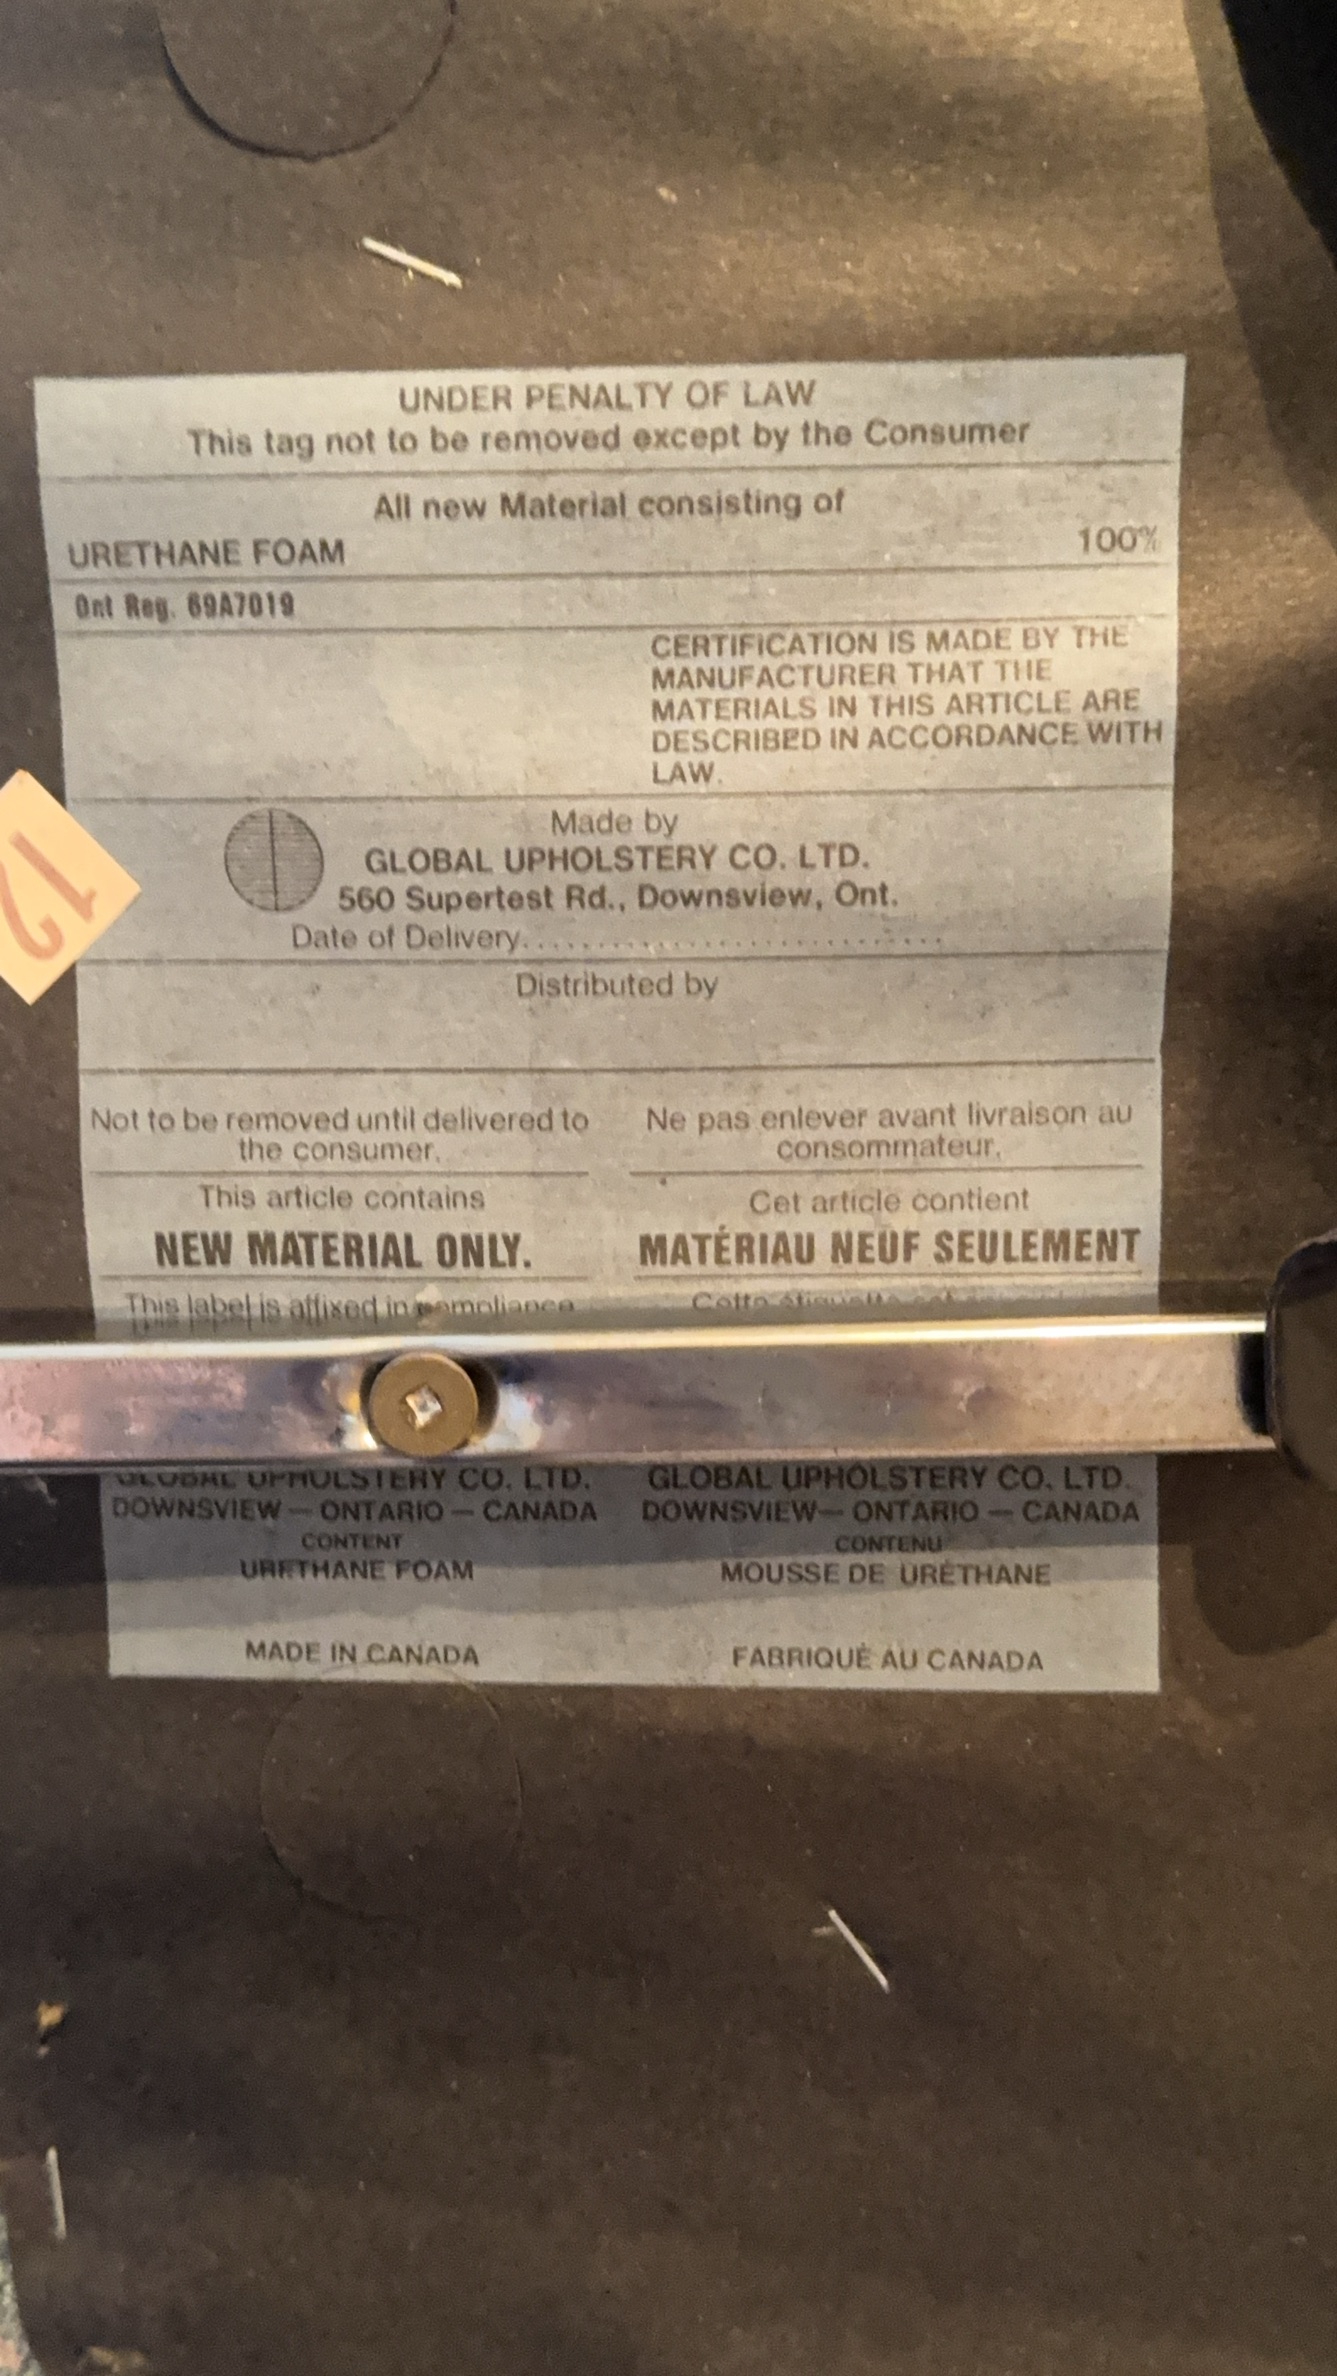 UNDER PENALTY OF LAW
This tag not to be removed except by the Consumer
All new Material consisting of
URETHANE FOAM 100%
Ont Reg. 69A7019
CERTIFICATION IS MADE BY THE
MANUFACTURER THAT THE
MATERIALS IN THIS ARTICLE ARE
DESCRIBED IN ACCORDANCE WITH
LAW.
12
Made by
GLOBAL UPHOLSTERY CO. LTD.
560 Supertest Rd., Downsview, Ont.
Date of Delivery................................
Distributed by
Not to be removed until delivered to
the consumer.
Ne pas enlever avant livraison au
consommateur.
This article contains
NEW MATERIAL ONLY.
Cet article contient
MATÉRIAU NEUF SEULEMENT
This label is affixed in compliance
Cette étiquette est
GLOBAL UPHOLSTERY CO. LTD.
DOWNSVIEW — ONTARIO — CANADA
CONTENT
URETHANE FOAM
MADE IN CANADA
GLOBAL UPHOLSTERY CO. LTD.
DOWNSVIEW — ONTARIO — CANADA
CONTENU
MOUSSE DE URÉTHANE
FABRIQUÉ AU CANADA